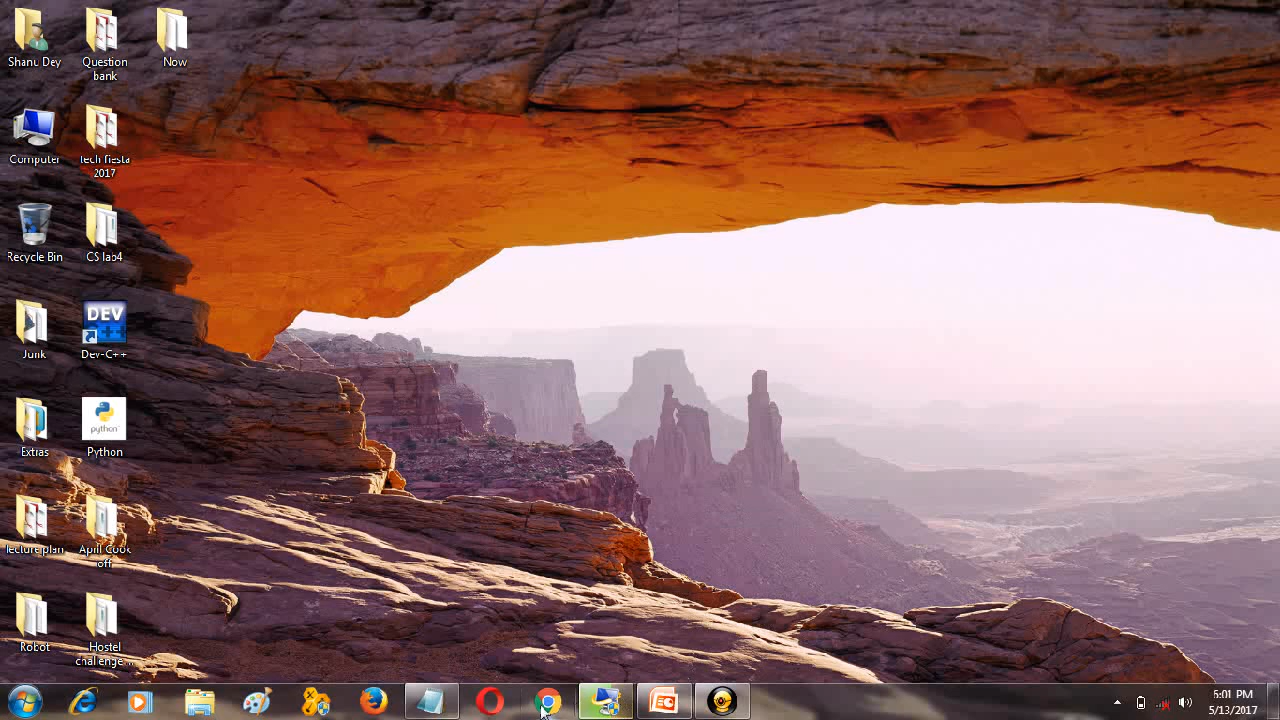 Shanu Dey
Question
bank
Now
Computer
tech fiesta
2017
Recycle Bin
CS lab4
Junk
DEV
Dev-C++
Extras
python
Python
lecture plan
April Cook
off
Robot
Hostel
challenge...
6:01 PM
5/13/2017